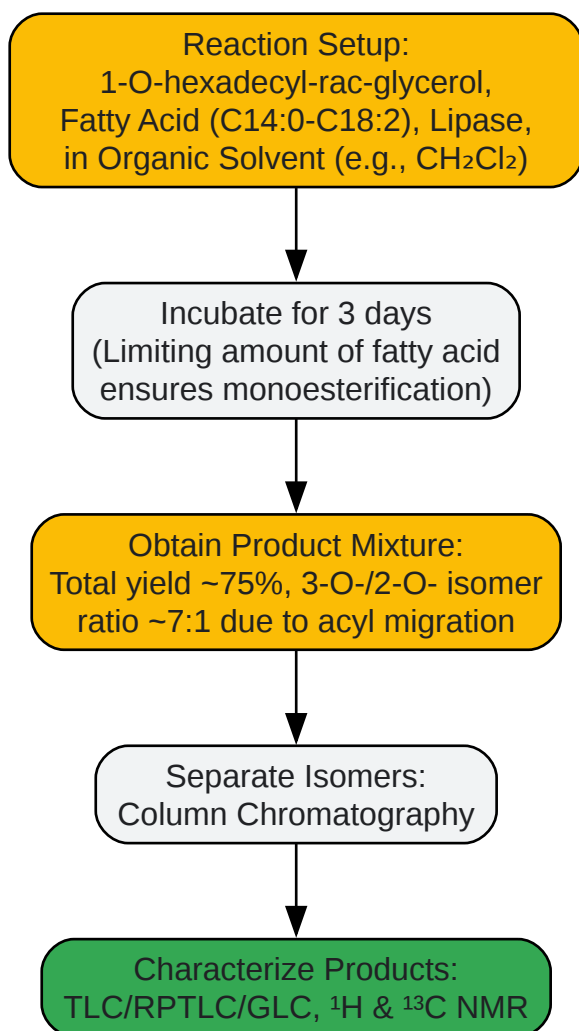 Reaction Setup:
1-O-hexadecyl-rac-glycerol,
Fatty Acid (C14:0-C18:2), Lipase,
in Organic Solvent (e.g., CH₂Cl₂)
Incubate for 3 days
(Limiting amount of fatty acid
ensures monoesterification)
Obtain Product Mixture:
Total yield ~75%, 3-O-/2-O- isomer
ratio ~7:1 due to acyl migration
Separate Isomers:
Column Chromatography
Characterize Products:
TLC/RPTLC/GLC, ¹H & ¹³C NMR